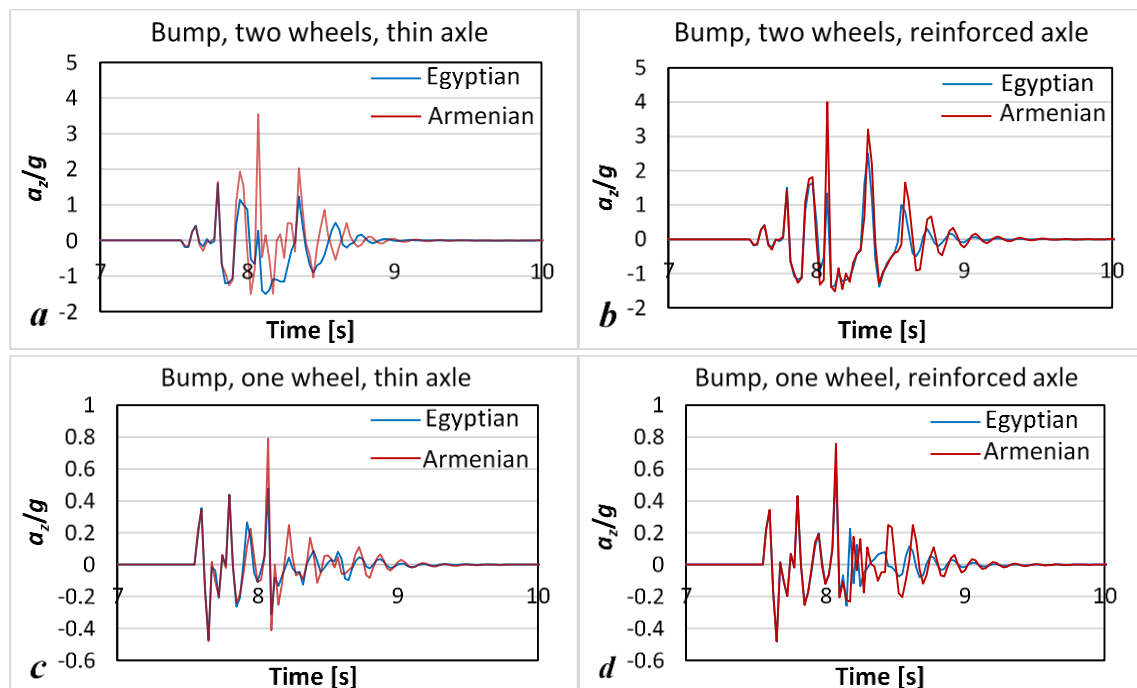 Bump, two wheels, thin axle
5
4
3
2
1
0
-1
-2
a_z/g
Egyptian
Armenian
7
8
9
10
Time [s]
a
Bump, two wheels, reinforced axle
5
4
3
2
1
0
-1
-2
a_z/g
Egyptian
Armenian
7
8
9
10
Time [s]
b
Bump, one wheel, thin axle
1
0.8
0.6
0.4
0.2
0
-0.2
-0.4
-0.6
a_z/g
Egyptian
Armenian
7
8
9
10
Time [s]
c
Bump, one wheel, reinforced axle
1
0.8
0.6
0.4
0.2
0
-0.2
-0.4
-0.6
a_z/g
Egyptian
Armenian
7
8
9
10
Time [s]
d